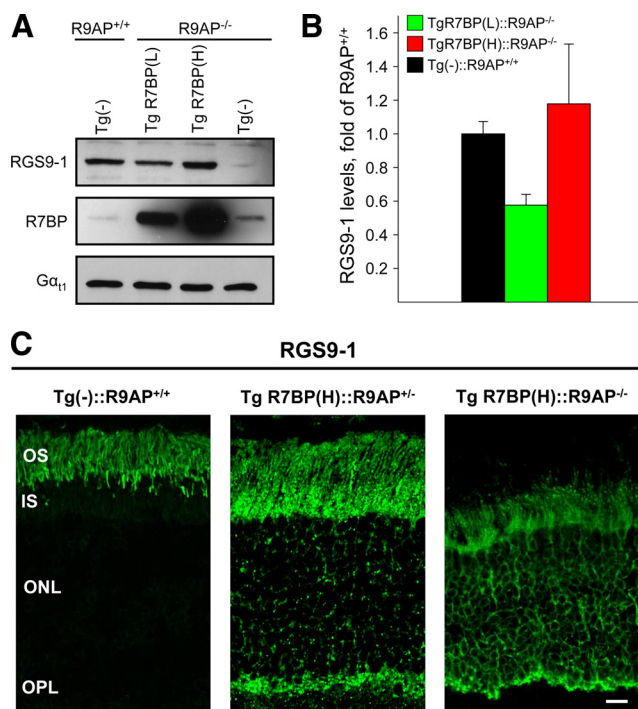 A
R9AP+/+ R9AP-/-
Tg(-)
Tg R7BP(L)
Tg R7BP(H)
Tg(-)
RGS9-1
R7BP
Gαt1
B
RGS9-1 levels, fold of R9AP+/+
1.6
1.4
1.2
1.0
0.8
0.6
0.4
0.2
TgR7BP(L)::R9AP-/-
TgR7BP(H)::R9AP-/-
Tg(-)::R9AP+/+
C
RGS9-1
Tg(-)::R9AP+/+ Tg R7BP(H)::R9AP+/- Tg R7BP(H)::R9AP-/-
OS
IS
ONL
OPL